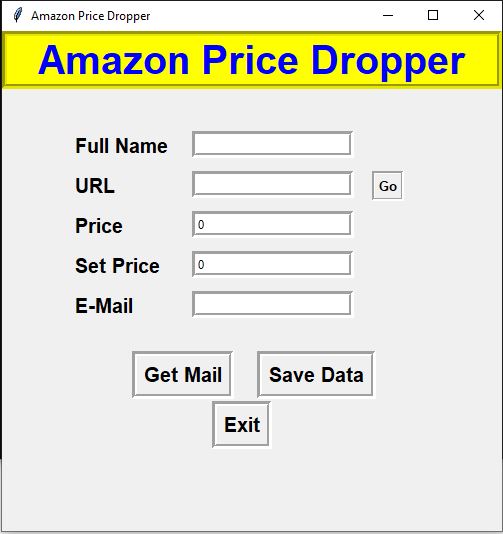 Amazon Price Dropper
Amazon Price Dropper
Full Name
URL Go
Price 0
Set Price 0
E-Mail
Get Mail Save Data
Exit